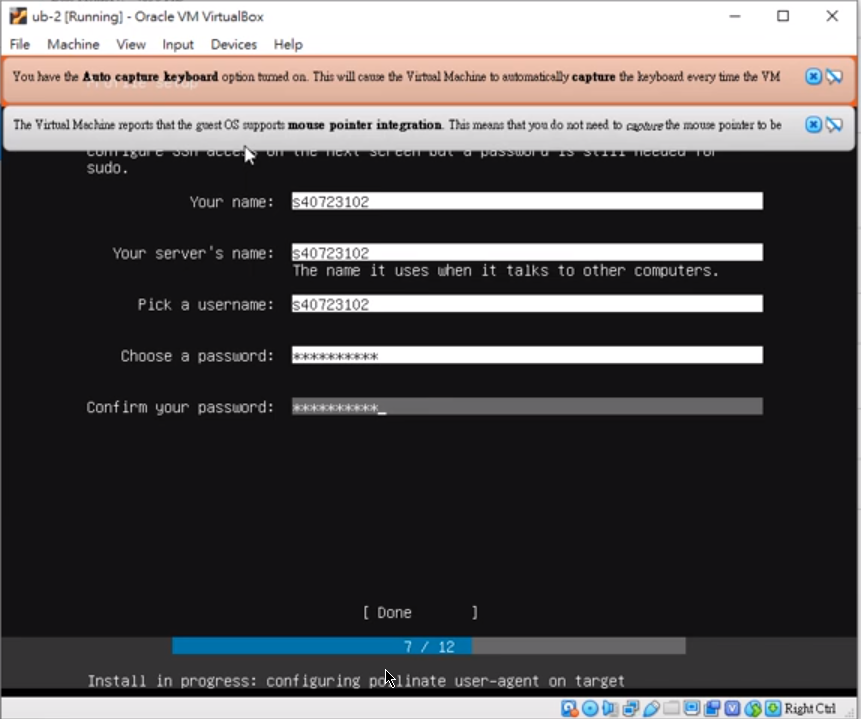 ub-2 [Running] - Oracle VM VirtualBox
File Machine View Input Devices Help
You have the Auto capture keyboard option turned on. This will cause the Virtual Machine to automatically capture the keyboard every time the VM
Profile setup
The Virtual Machine reports that the guest OS supports mouse pointer integration. This means that you do not need to capture the mouse pointer to be
configure SSH access on the next screen but a password is still needed for
sudo.
Your name: s40723102
Your server's name: s40723102
The name it uses when it talks to other computers.
Pick a username: s40723102
Choose a password: **********
Confirm your password: **********_
[ Done ]
7 / 12
Install in progress: configuring pollinate user-agent on target
Right Ctrl